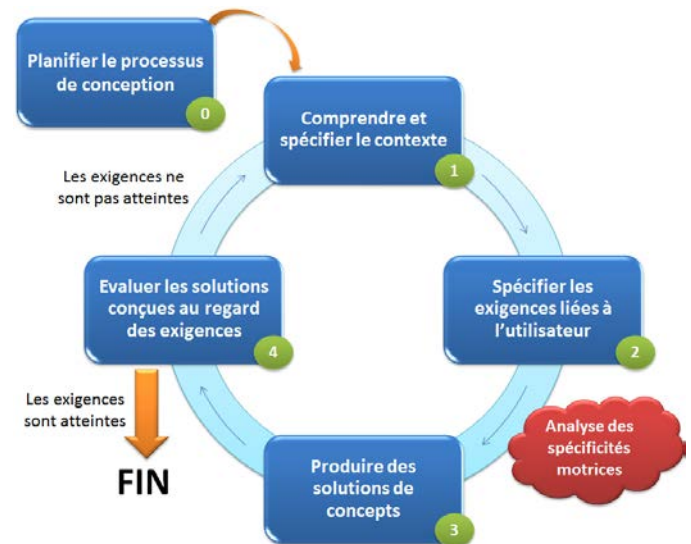 Planifier le processus
de conception
0
Comprendre et
spécifier le contexte
1
Les exigences ne
sont pas atteintes
Evaluer les solutions
conçues au regard
des exigences
4
Spécifier les
exigences liées à
l'utilisateur
2
Les exigences
sont atteintes
FIN
Analyse des
spécificités
motrices
Produire des
solutions de
concepts
3